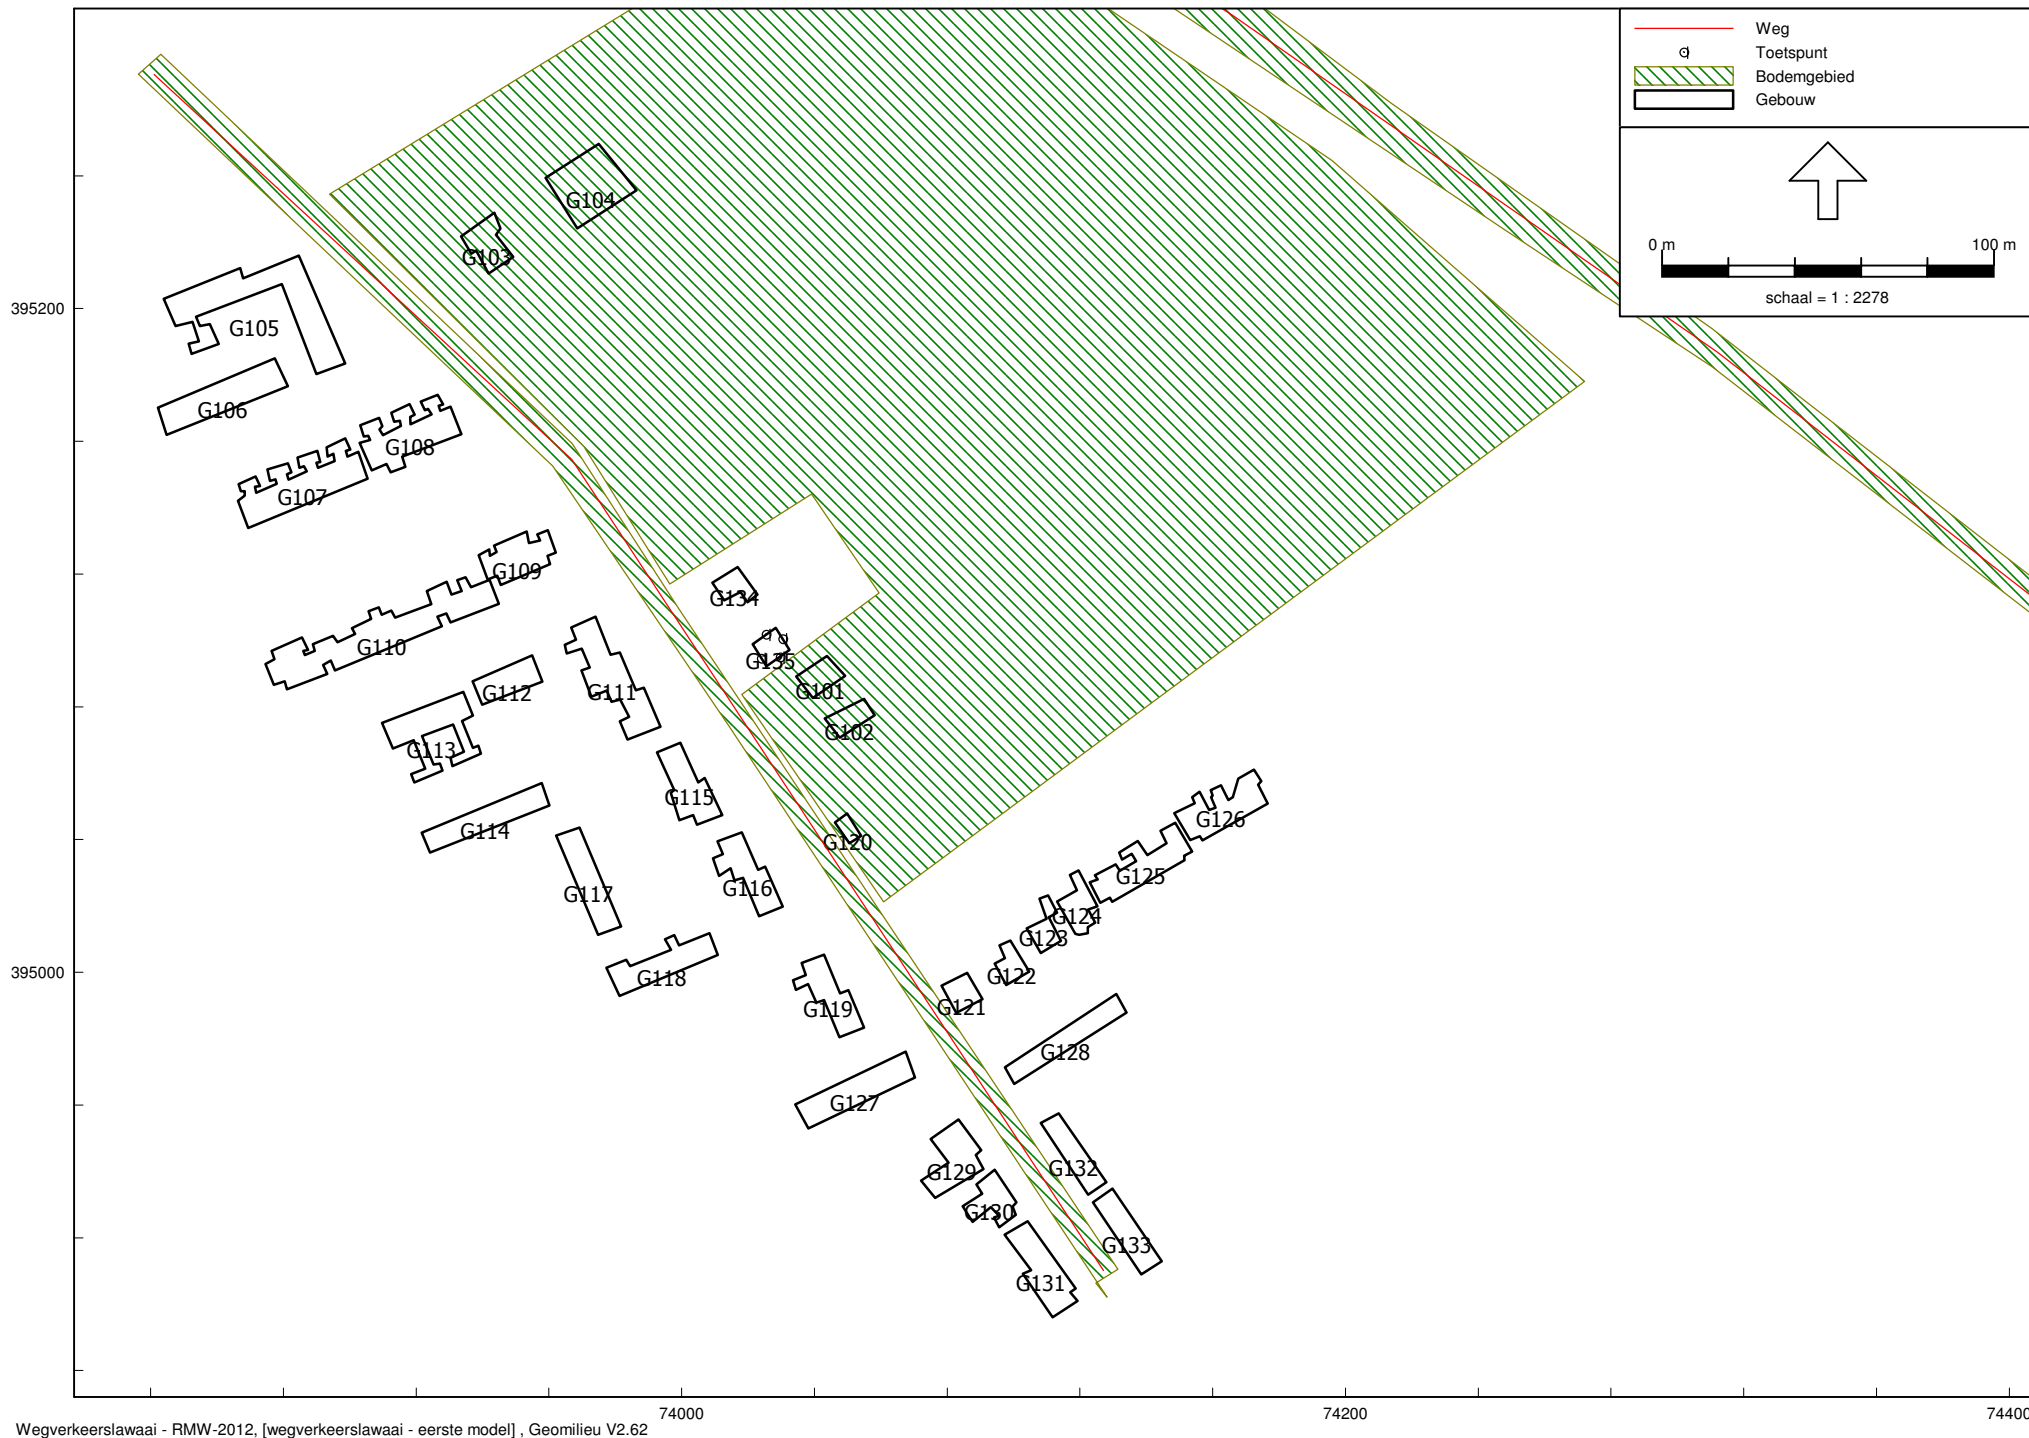 Weg
Toetspunt
Bodemgebied
Gebouw
0 m 100 m
schaal = 1 : 2278
G104
G103
395200
G105
G106
G108
G107
G109
G134
G110
G135
G112
G111
G101
G102
G113
G115
G114
G120
G126
G125
G116
G117
G124
G123
395000
G118
G122
G119
G121
G128
G127
G132
G129
G130
G133
G131
74000 74200 74400
Wegverkeerslawaai - RMW-2012, [wegverkeerslawaai - eerste model] , Geomilieu V2.62